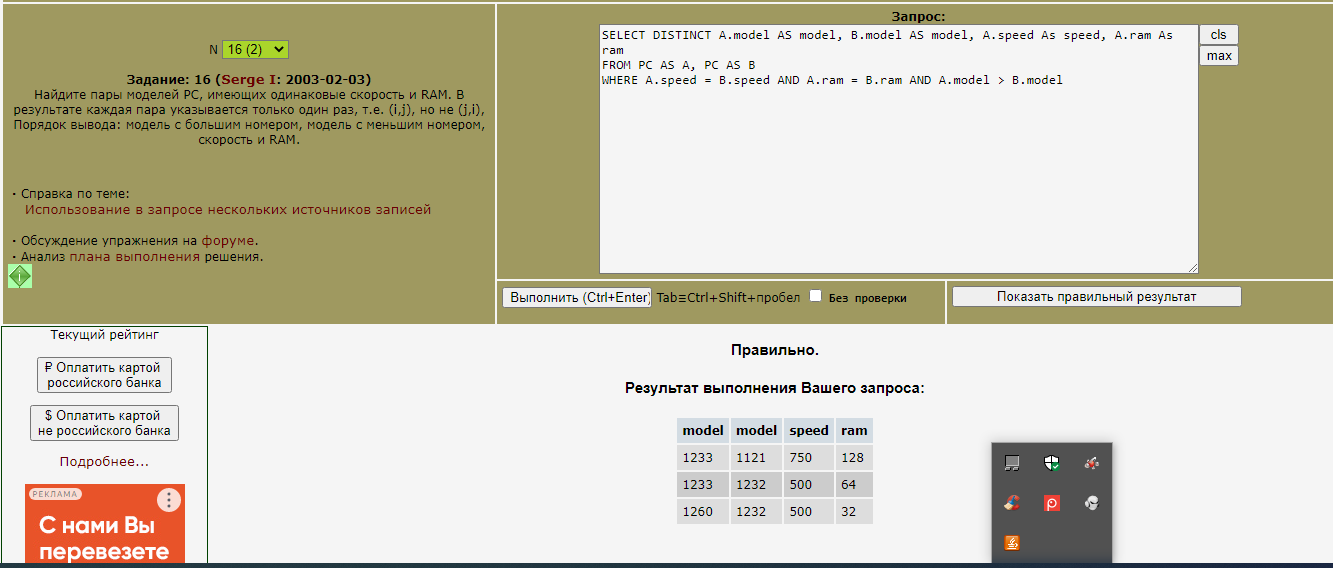 N 16 (2)
Задание: 16 (Serge I: 2003-02-03)
Найдите пары моделей PC, имеющих одинаковые скорость и RAM. В
результате каждая пара указывается только один раз, т.е. (i,j), но не (j,i),
Порядок вывода: модель с большим номером, модель с меньшим номером,
скорость и RAM.
· Справка по теме:
Использование в запросе нескольких источников записей
· Обсуждение упражнения на форуме.
· Анализ плана выполнения решения.
Запрос:
SELECT DISTINCT A.model AS model, B.model AS model, A.speed As speed, A.ram As
ram
FROM PC AS A, PC AS B
WHERE A.speed = B.speed AND A.ram = B.ram AND A.model > B.model
cls
max
Выполнить (Ctrl+Enter) Tab≡Ctrl+Shift+пробел Без проверки
Показать правильный результат
Текущий рейтинг
₽ Оплатить картой
российского банка
$ Оплатить картой
не российского банка
Подробнее...
РЕКЛАМА
С нами Вы
перевезете
Правильно.
Результат выполнения Вашего запроса:
model model speed ram
1233 1121 750 128
1233 1232 500 64
1260 1232 500 32